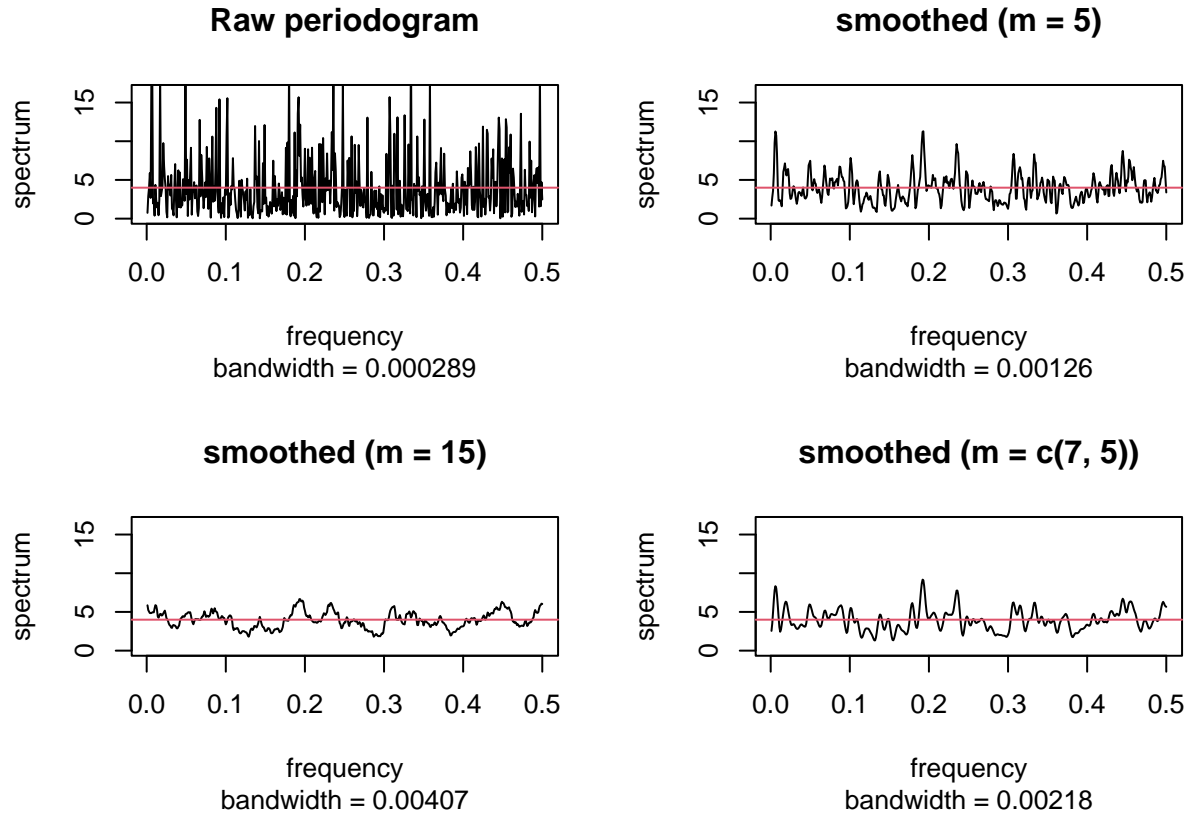 Raw periodogram
spectrum
0 5 15
0.0 0.1 0.2 0.3 0.4 0.5
frequency
bandwidth = 0.000289
smoothed (m = 5)
spectrum
0 5 15
0.0 0.1 0.2 0.3 0.4 0.5
frequency
bandwidth = 0.00126
smoothed (m = 15)
spectrum
0 5 15
0.0 0.1 0.2 0.3 0.4 0.5
frequency
bandwidth = 0.00407
smoothed (m = c(7, 5))
spectrum
0 5 15
0.0 0.1 0.2 0.3 0.4 0.5
frequency
bandwidth = 0.00218